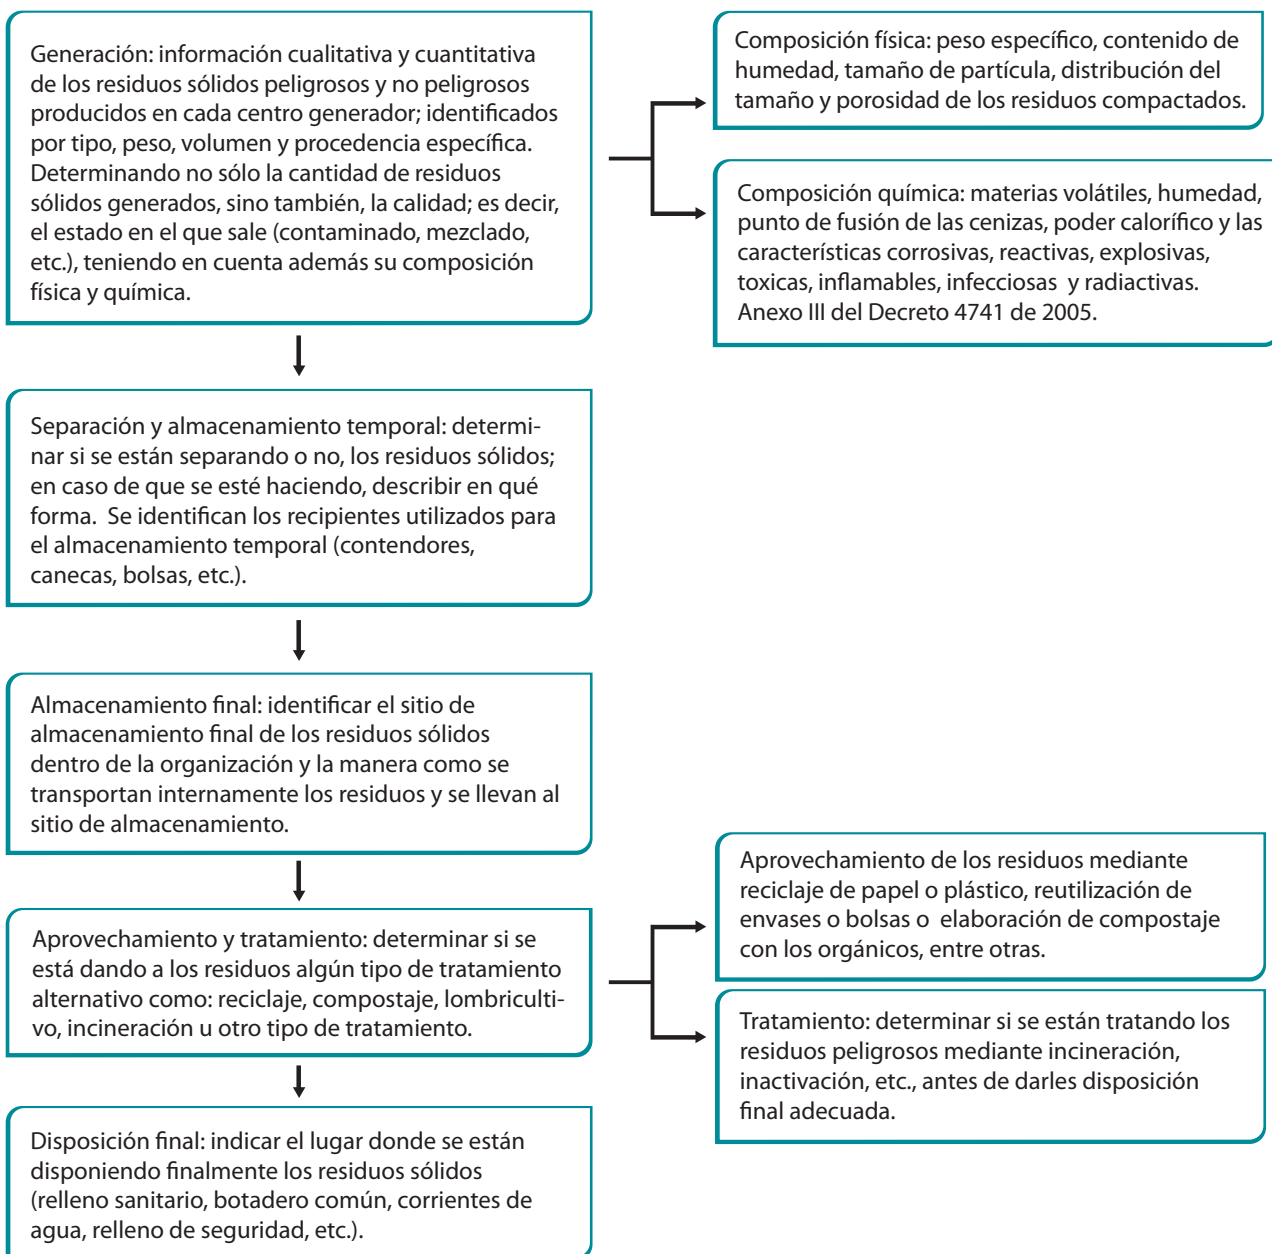 Generación: información cualitativa y cuantitativa
de los residuos sólidos peligrosos y no peligrosos
producidos en cada centro generador; identificados
por tipo, peso, volumen y procedencia específica.
Determinando no sólo la cantidad de residuos
sólidos generados, sino también, la calidad; es decir,
el estado en el que sale (contaminado, mezclado,
etc.), teniendo en cuenta además su composición
física y química.
Composición física: peso específico, contenido de
humedad, tamaño de partícula, distribución del
tamaño y porosidad de los residuos compactados.
Composición química: materias volátiles, humedad,
punto de fusión de las cenizas, poder calorífico y las
características corrosivas, reactivas, explosivas,
toxicas, inflamables, infecciosas y radiactivas.
Anexo III del Decreto 4741 de 2005.
Separación y almacenamiento temporal: determi-
nar si se están separando o no, los residuos sólidos;
en caso de que se esté haciendo, describir en qué
forma. Se identifican los recipientes utilizados para
el almacenamiento temporal (contendores,
canecas, bolsas, etc.).
Almacenamiento final: identificar el sitio de
almacenamiento final de los residuos sólidos
dentro de la organización y la manera como se
transportan internamente los residuos y se llevan al
sitio de almacenamiento.
Aprovechamiento y tratamiento: determinar si se
está dando a los residuos algún tipo de tratamiento
alternativo como: reciclaje, compostaje, lombriculti-
vo, incineración u otro tipo de tratamiento.
Aprovechamiento de los residuos mediante
reciclaje de papel o plástico, reutilización de
envases o bolsas o elaboración de compostaje
con los orgánicos, entre otras.
Tratamiento: determinar si se están tratando los
residuos peligrosos mediante incineración,
inactivación, etc., antes de darles disposición
final adecuada.
Disposición final: indicar el lugar donde se están
disponiendo finalmente los residuos sólidos
(relleno sanitario, botadero común, corrientes de
agua, relleno de seguridad, etc.).